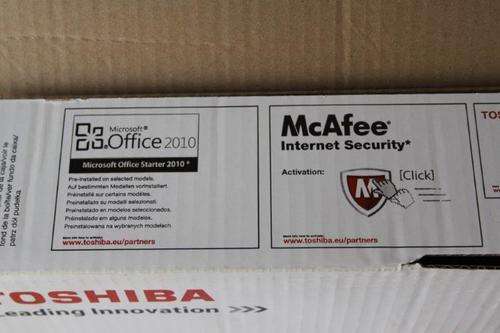 Microsoft®
Office 2010
Microsoft Office Starter 2010 *
Pre-installed on selected models.
Auf bestimmten Modellen vorinstalliert.
Préinstallé sur certains modèles.
Preinstallato su modelli selezionati.
Preinstalado en modelos seleccionados.
Préinstalado em alguns modelos.
Preinstalowana na wybranych modelach.
www.toshiba.eu/partners
McAfee®
Internet Security*
Activation:
[Click]
www.toshiba.eu/partners
TOS
TOSHIBA
Leading Innovation >>>